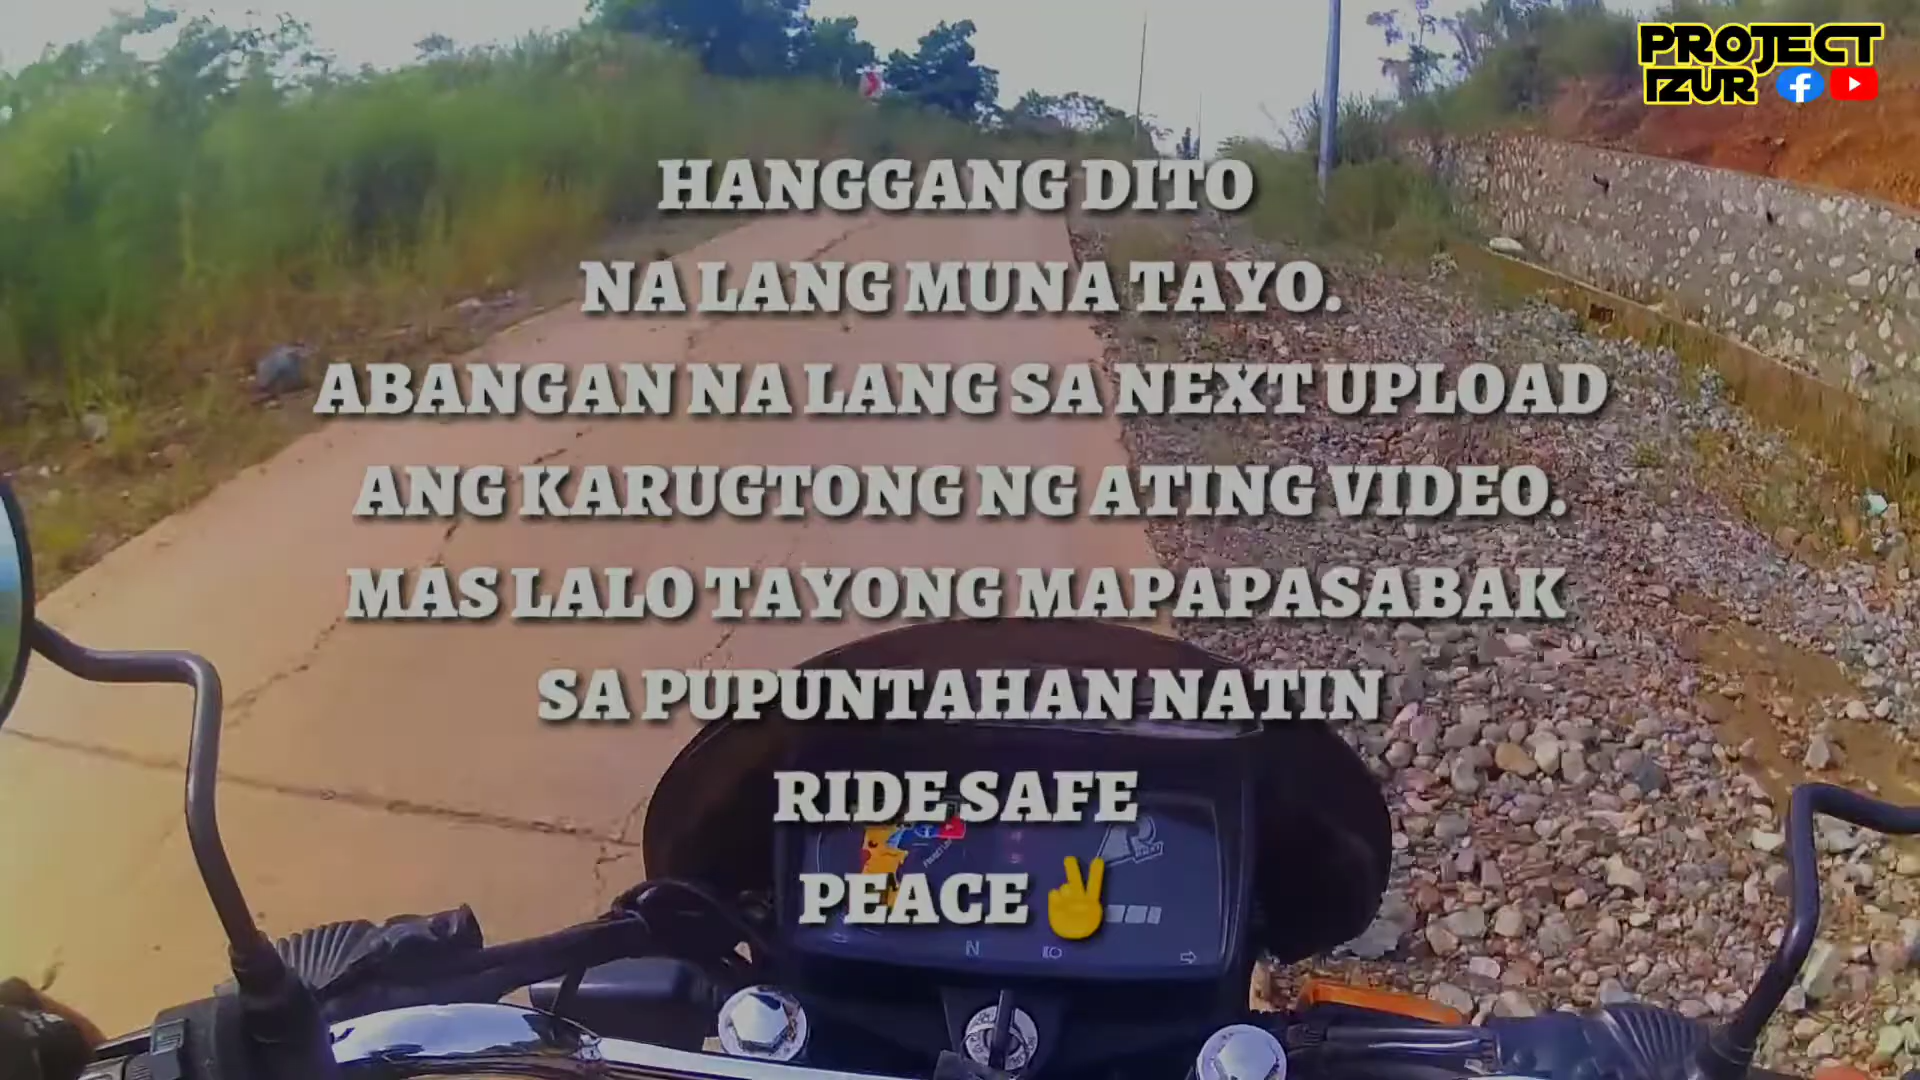 PROJECT
IZUR
HANGGANG DITO
NA LANG MUNA TAYO.
ABANGAN NA LANG SA NEXT UPLOAD
ANG KARUGTONG NG ATING VIDEO.
MAS LALO TAYONG MAPAPASABAK
SA PUPUNTAHAN NATIN
RIDE SAFE
PEACE ✌
N